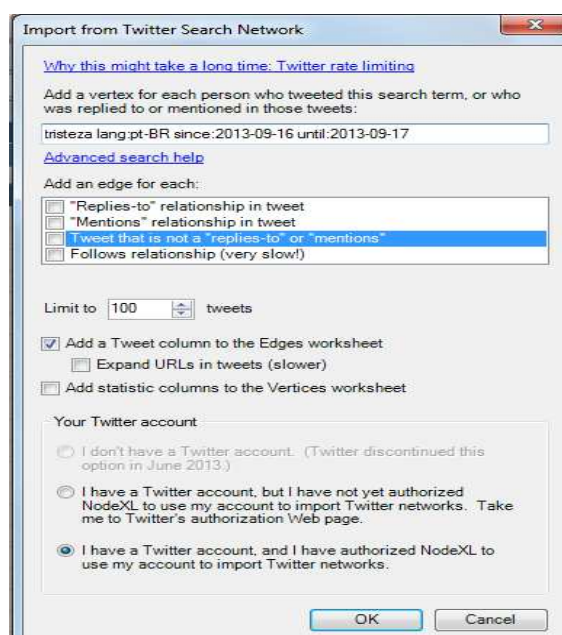 Import from Twitter Search Network
Why this might take a long time: Twitter rate limiting
Add a vertex for each person who tweeted this search term, or who
was replied to or mentioned in those tweets:
tristeza lang:pt-BR since:2013-09-16 until:2013-09-17
Advanced search help
Add an edge for each:
"Replies-to" relationship in tweet
"Mentions" relationship in tweet
Tweet that is not a "replies-to" or "mentions"
Follows relationship (very slow!)
Limit to 100 tweets
Add a Tweet column to the Edges worksheet
Expand URLs in tweets (slower)
Add statistic columns to the Vertices worksheet
Your Twitter account
I don't have a Twitter account. (Twitter discontinued this
option in June 2013.)
I have a Twitter account, but I have not yet authorized
NodeXL to use my account to import Twitter networks. Take
me to Twitter's authorization Web page.
I have a Twitter account, and I have authorized NodeXL to
use my account to import Twitter networks.
OK Cancel